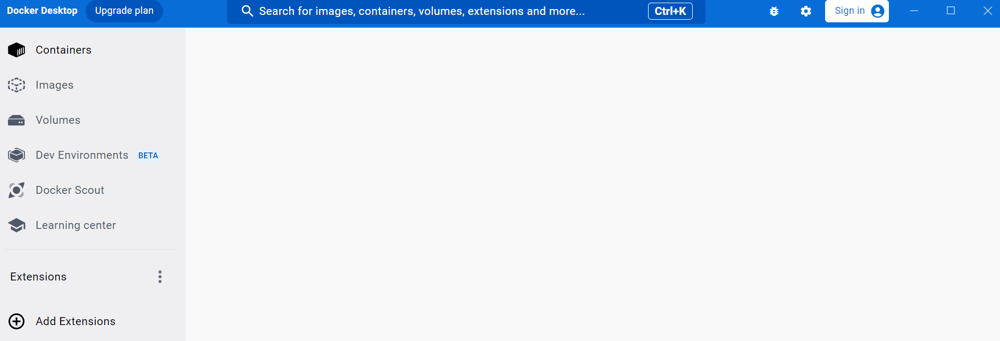 Docker Desktop Upgrade plan Search for images, containers, volumes, extensions and more... Ctrl+K Sign in
Containers
Images
Volumes
Dev Environments BETA
Docker Scout
Learning center
Extensions
Add Extensions